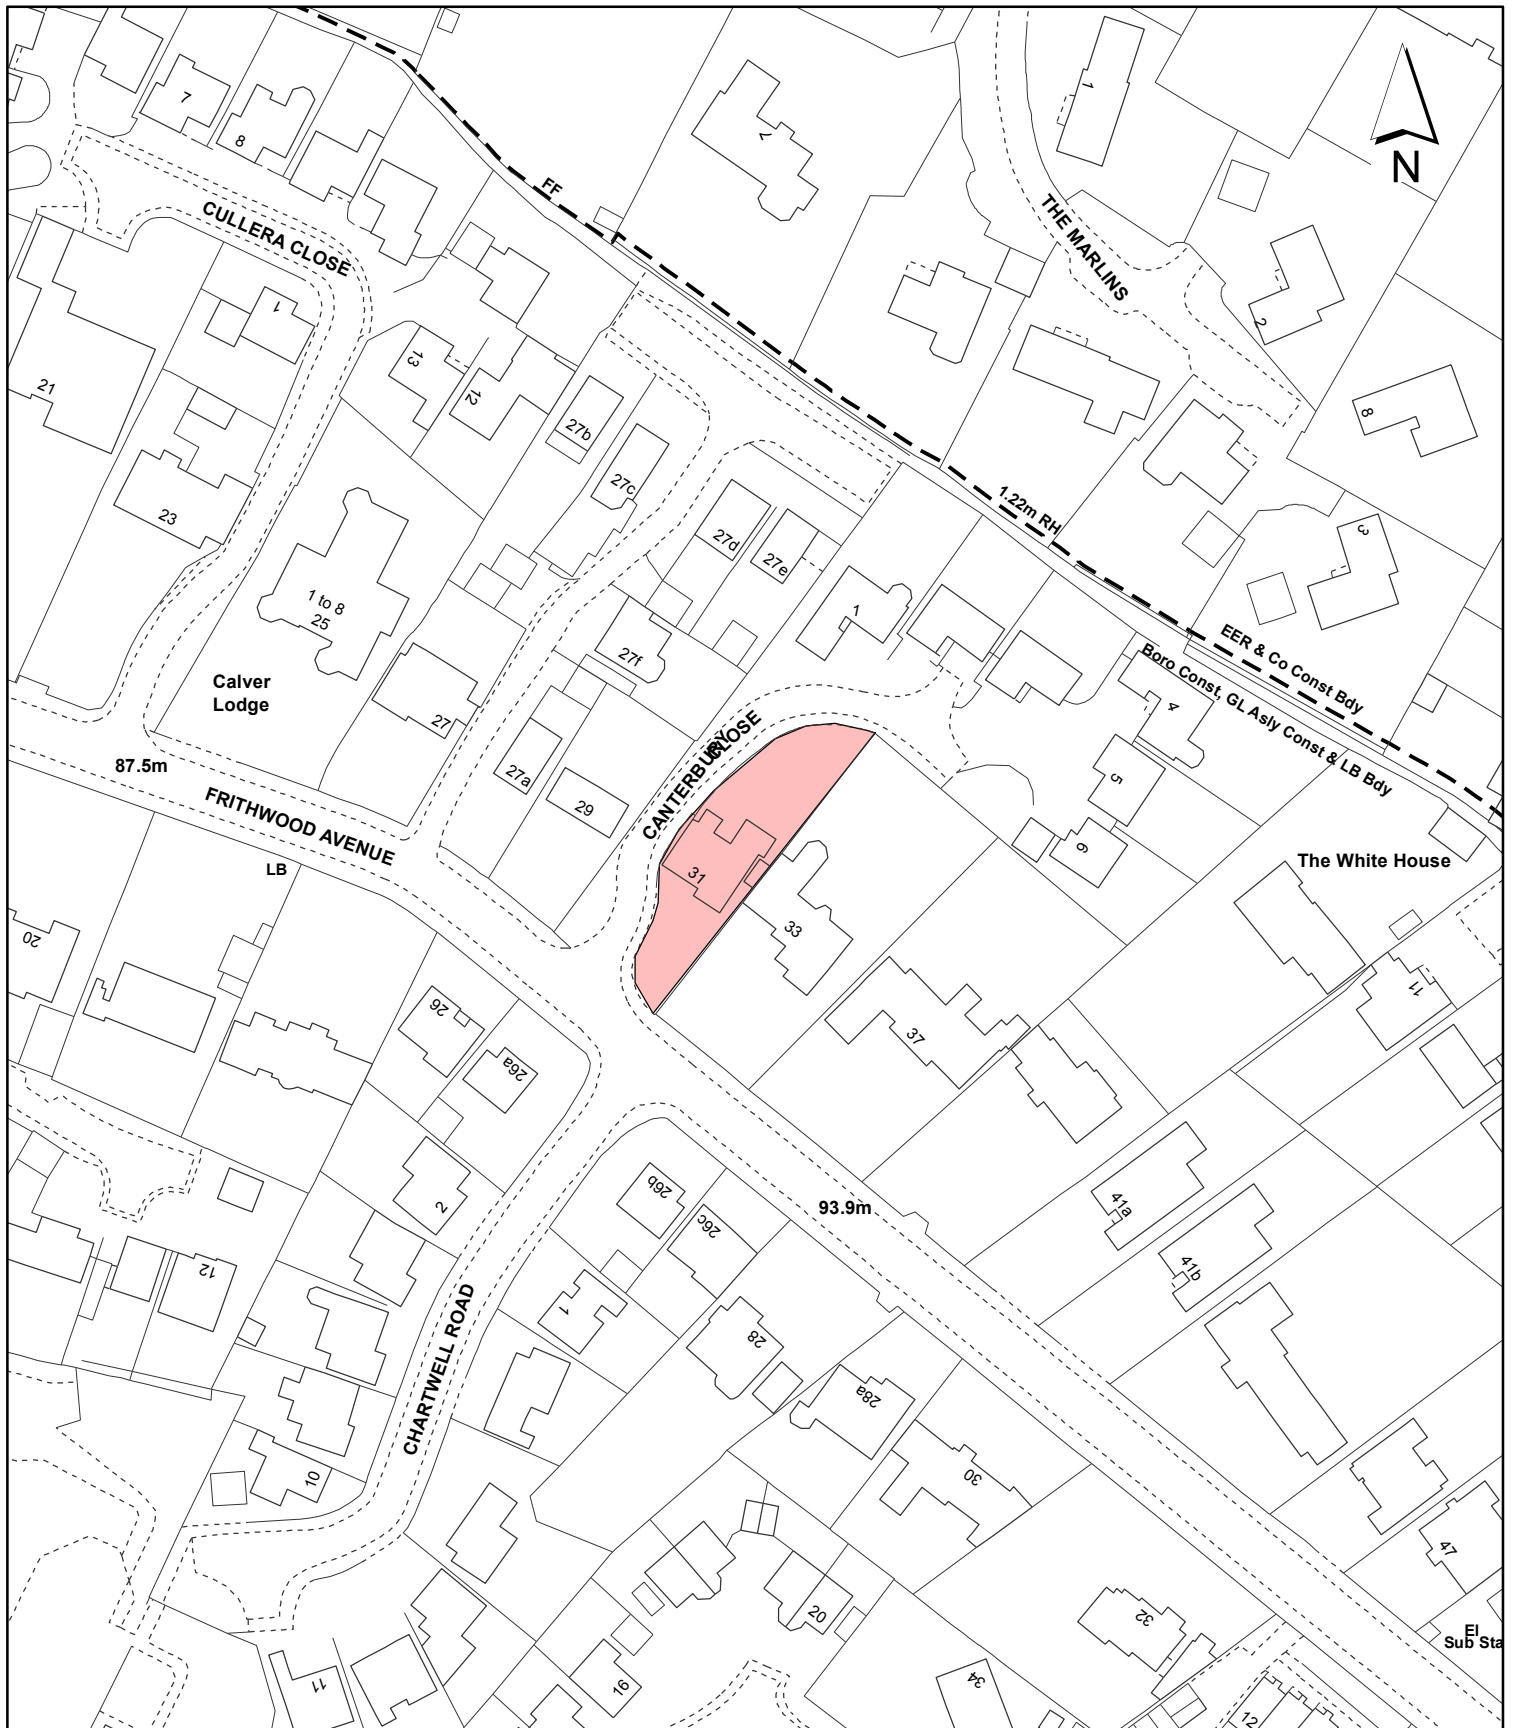 7
8
7
1
N
FF
CULLERA CLOSE
THE MARLINS
1
2
13
12
21
8
27b
27c
23
1.22m RH
3
27d
27e
1 to 8
25
1
27f
EER & Co Const Bdy
Boro Const, GL Asly Const & LB Bdy
Calver
Lodge
27
4
CANTERBURY
CLOSE
87.5m
27a
5
29
FRITHWOOD AVENUE
6
The White House
LB
31
33
20
11
26
37
26a
26b
2
41a
93.9m
26c
12
41b
1
28
CHARTWELL ROAD
28a
10
30
47
20
32
El
Sub Sta
11
16
34
12